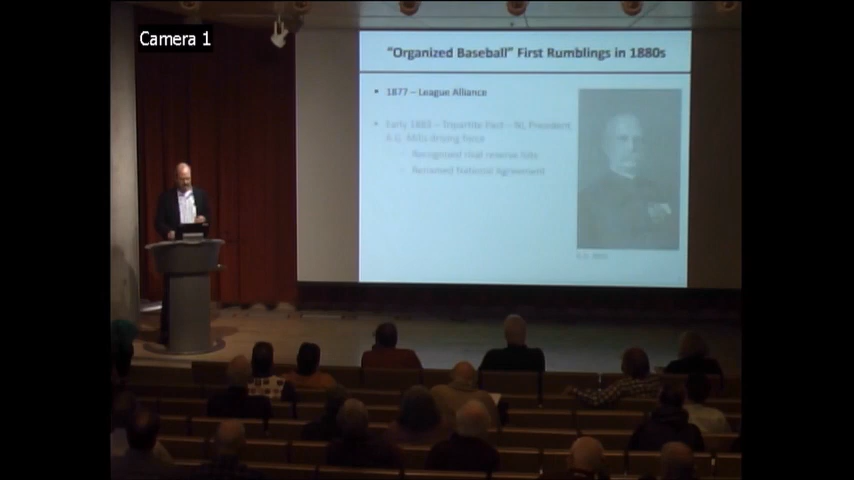 Camera 1
"Organized Baseball" First Rumblings in 1880s
▪ 1877 – League Alliance
▪ Early 1883 – Tripartite Pact – NL President
A.G. Mills driving force
Recognized rival reserve lists
Renamed National Agreement
A.G. Mills